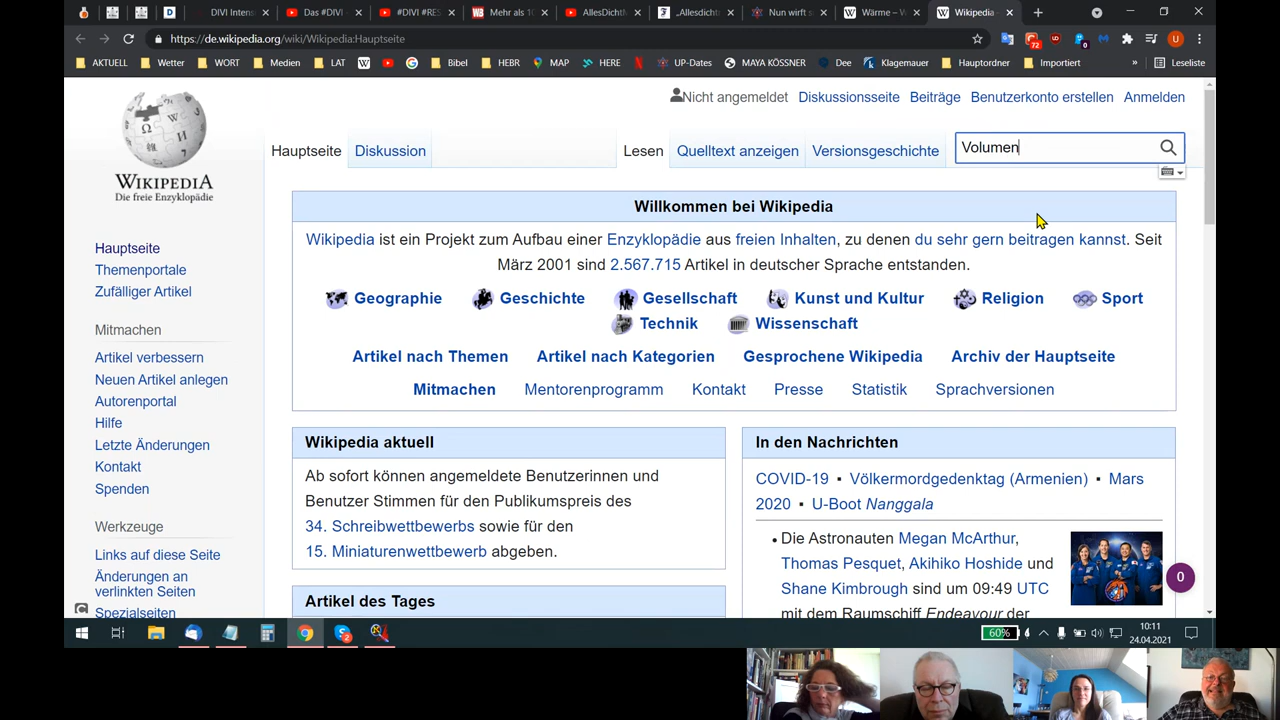 DIVI Intens
Das #DIVI -
#DIVI #RES
Mehr als 10
AllesDichtM
„Allesdicht
Nun wirft s
Wärme – W
Wikipedia –
https://de.wikipedia.org/wiki/Wikipedia:Hauptseite
72
0
U
AKTUELL Wetter WORT Medien LAT Bibel HEBR MAP HERE UP-Dates MAYA KÖSSNER Dee Klagemauer Hauptordner Importiert » Leseliste
Nicht angemeldet Diskussionsseite Beiträge Benutzerkonto erstellen Anmelden
Hauptseite Diskussion Lesen Quelltext anzeigen Versionsgeschichte Volumen
WIKIPEDIA
Die freie Enzyklopädie
Hauptseite
Themenportale
Zufälliger Artikel
Mitmachen
Artikel verbessern
Neuen Artikel anlegen
Autorenportal
Hilfe
Letzte Änderungen
Kontakt
Spenden
Werkzeuge
Links auf diese Seite
Änderungen an
verlinkten Seiten
Spezialseiten
Willkommen bei Wikipedia
Wikipedia ist ein Projekt zum Aufbau einer Enzyklopädie aus freien Inhalten, zu denen du sehr gern beitragen kannst. Seit
März 2001 sind 2.567.715 Artikel in deutscher Sprache entstanden.
Geographie Geschichte Gesellschaft Kunst und Kultur Religion Sport
Technik Wissenschaft
Artikel nach Themen Artikel nach Kategorien Gesprochene Wikipedia Archiv der Hauptseite
Mitmachen Mentorenprogramm Kontakt Presse Statistik Sprachversionen
Wikipedia aktuell
Ab sofort können angemeldete Benutzerinnen und
Benutzer Stimmen für den Publikumspreis des
34. Schreibwettbewerbs sowie für den
15. Miniaturenwettbewerb abgeben.
Artikel des Tages
In den Nachrichten
COVID-19 ▪ Völkermordgedenktag (Armenien) ▪ Mars
2020 ▪ U-Boot Nanggala
• Die Astronauten Megan McArthur,
Thomas Pesquet, Akihiko Hoshide und
Shane Kimbrough sind um 09:49 UTC
mit dem Raumschiff Endeavour der
0
60%
10:11
24.04.2021